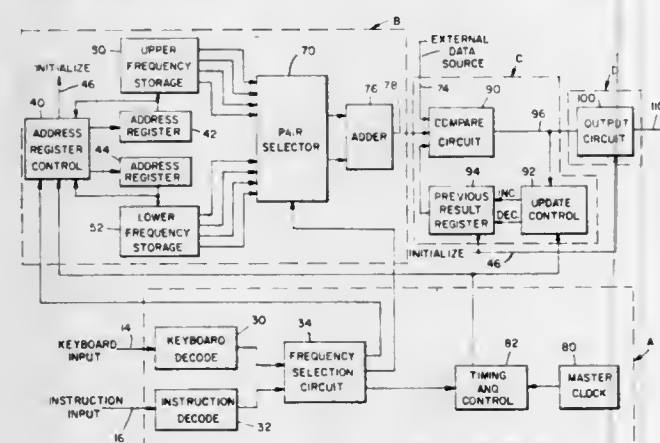 B
50
UPPER
FREQUENCY
STORAGE
INITIALIZE
46
40
ADDRESS
REGISTER
CONTROL
ADDRESS
REGISTER
42
44
ADDRESS
REGISTER
52
LOWER
FREQUENCY
STORAGE
70
PAIR
SELECTOR
76
78
ADDER
EXTERNAL
DATA
SOURCE
C
74
90
COMPARE
CIRCUIT
96
D
100
OUTPUT
CIRCUIT
94
PREVIOUS
RESULT
REGISTER
INC
DEC.
92
UPDATE
CONTROL
INITIALIZE
46
KEYBOARD
INPUT
14
30
KEYBOARD
DECODE
34
FREQUENCY
SELECTION
CIRCUIT
INSTRUCTION
INPUT
16
INSTRUCTION
DECODE
32
82
TIMING
AND
CONTROL
80
MASTER
CLOCK
A